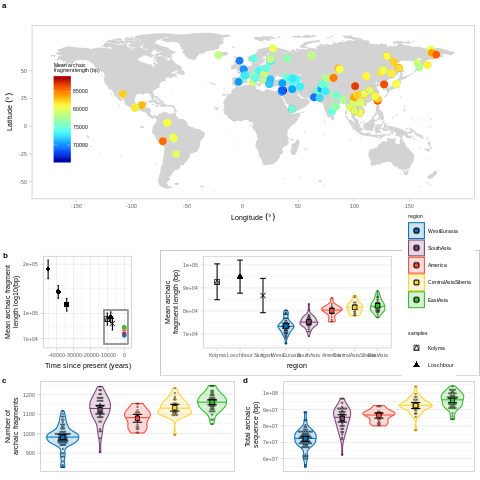 a
Mean archaic
fragmentlength (bp)
85000
80000
75000
70000
50
25
0
-25
-50
Latitude (°)
-150 -100 -50 0 50 100 150
Longitude (°)
region
WestEurasia
SouthAsia
America
CentralAsiaSiberia
EastAsia
samples
Kolyma
Loschbour
b
Mean archaic fragment
length log10(bp)
2e+05
1e+05
7e+04
-40000 -30000 -20000 -10000 0
Time since present (years)
Mean archaic
fragment length (bp)
1e+05
9e+04
8e+04
7e+04
Kolyma Loschbour Stuttgart WestEurasia SouthAsia America CentralAsiaSiberia EastAsia
region
c
Number of
archaic fragments
1200
1100
1000
900
d
Total archaic
sequence (bp)
1e+08
9e+07
8e+07
7e+07
6e+07